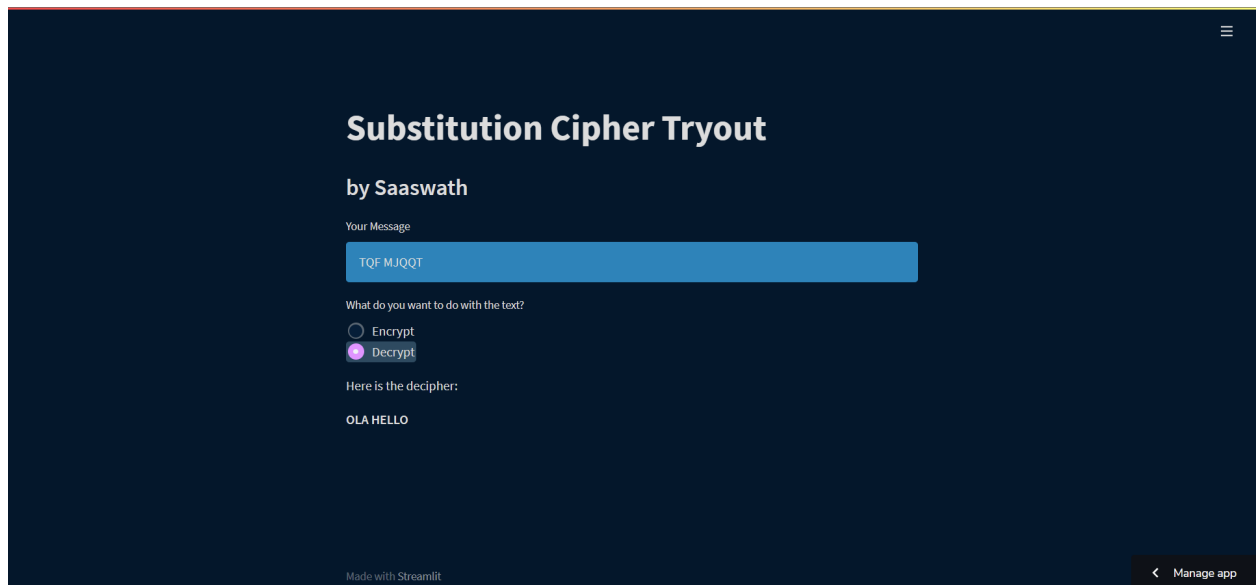 Substitution Cipher Tryout
by Saaswath
Your Message
TQF MJQQT
What do you want to do with the text?
Encrypt
Decrypt
Here is the decipher:
OLA HELLO
Made with Streamlit
Manage app